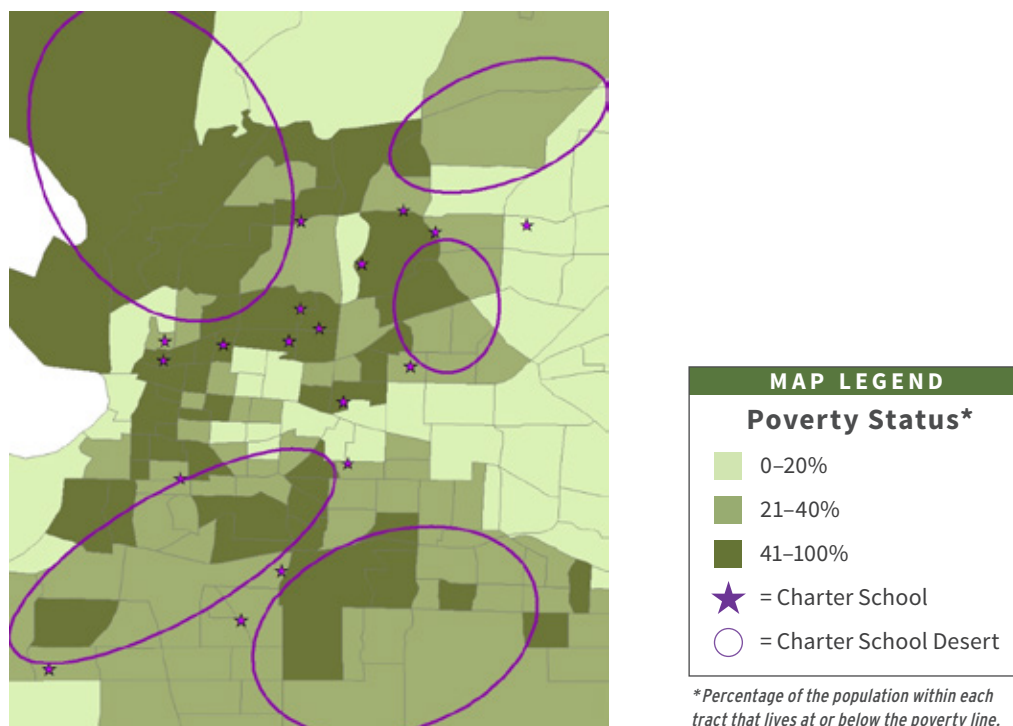 MAP LEGEND
Poverty Status*
0–20%
21–40%
41–100%
= Charter School
= Charter School Desert
*Percentage of the population within each
tract that lives at or below the poverty line.